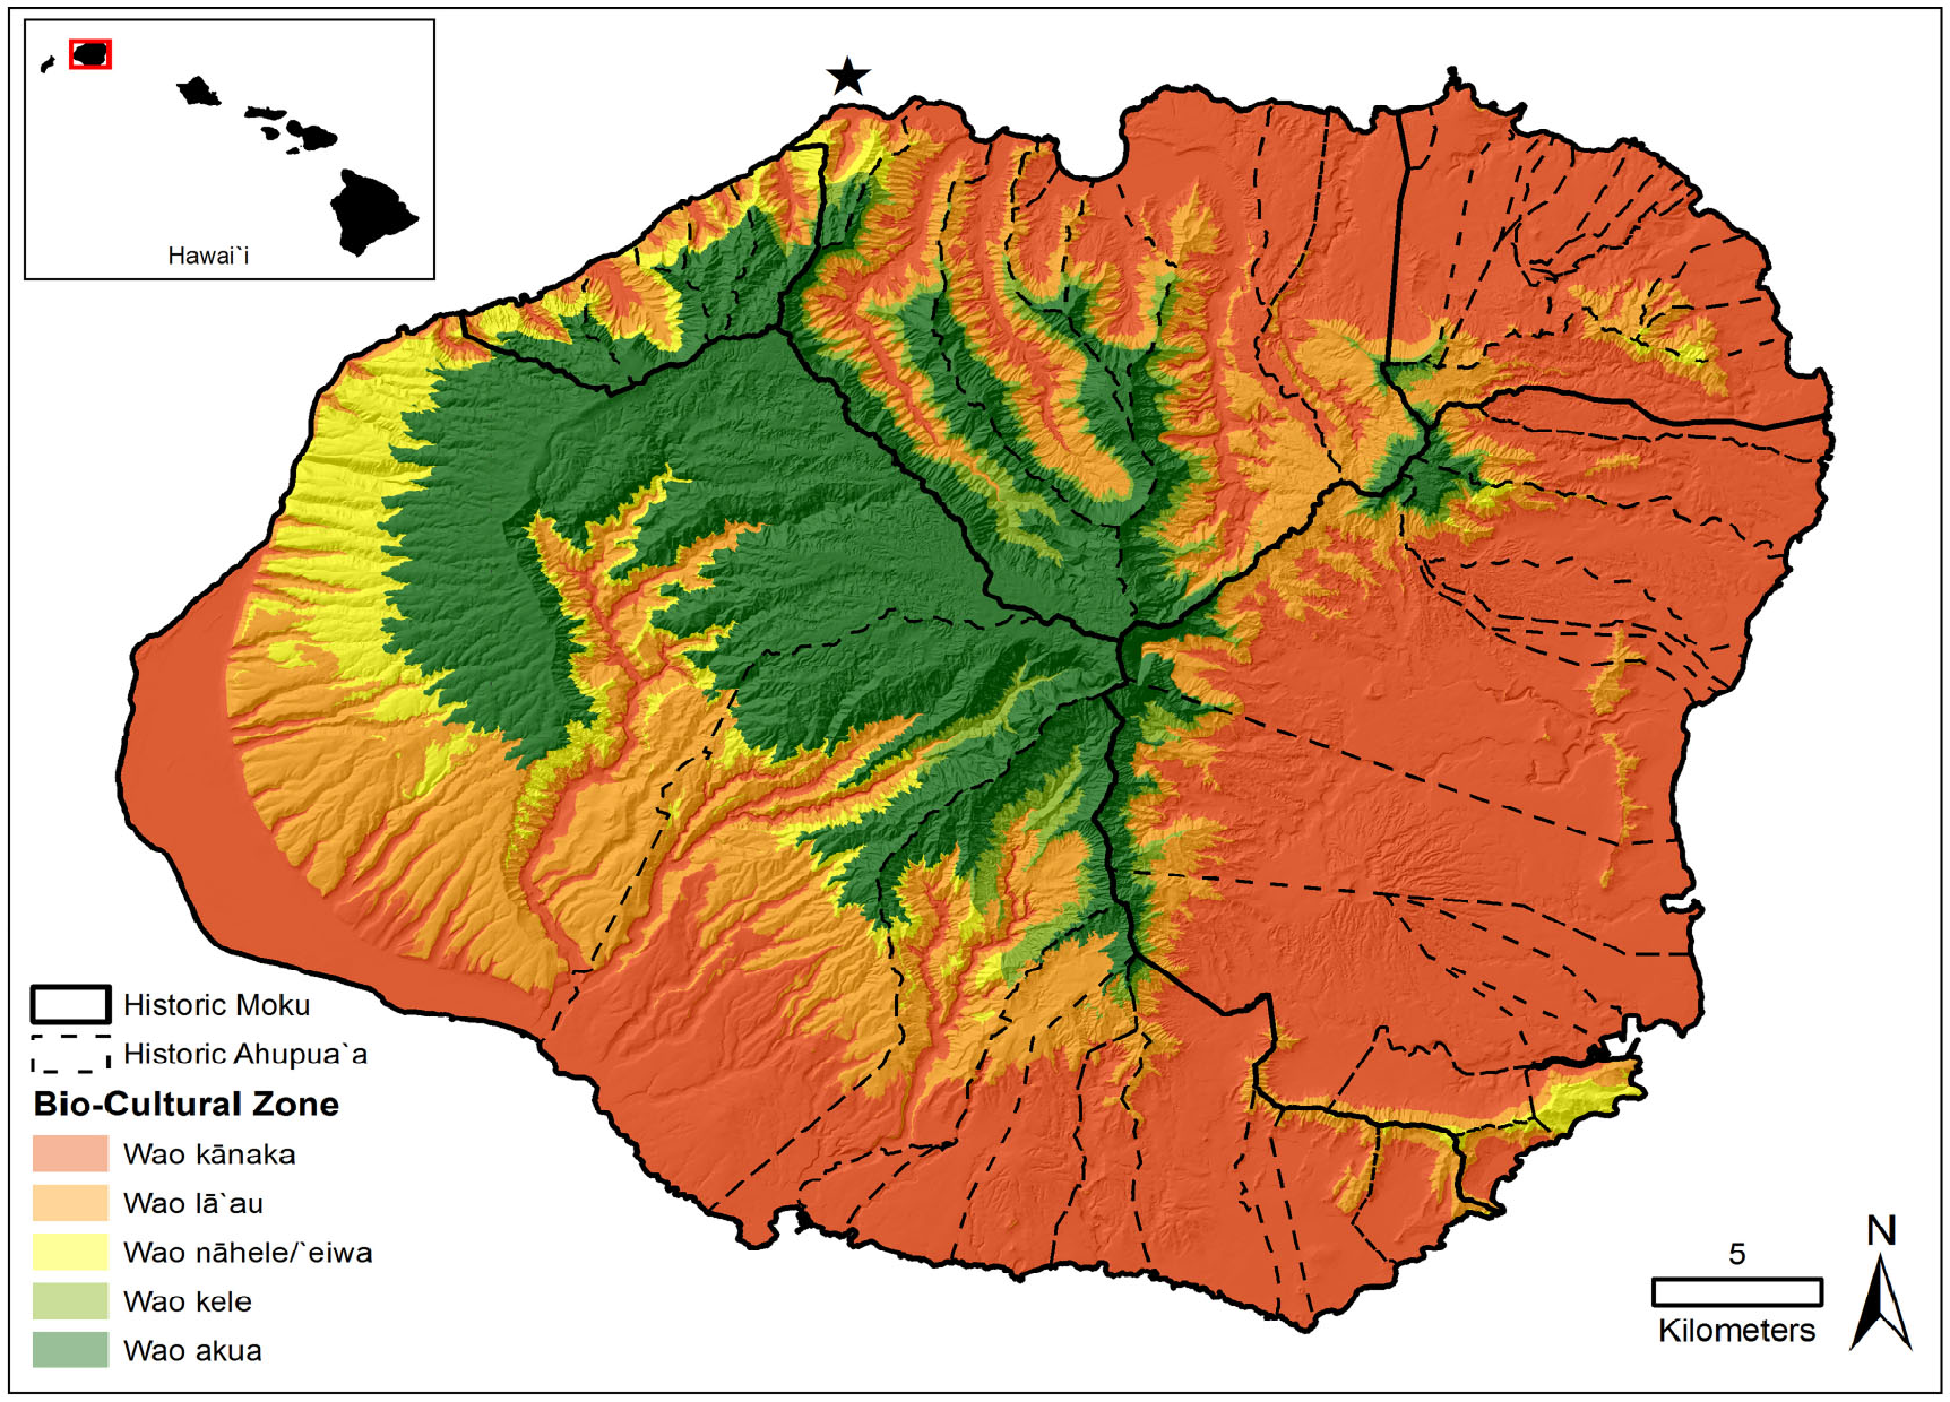 Hawai`i
Historic Moku
Historic Ahupua`a
Bio-Cultural Zone
Wao kānaka
Wao lā`au
Wao nāhele/`eiwa
Wao kele
Wao akua
5
Kilometers
N